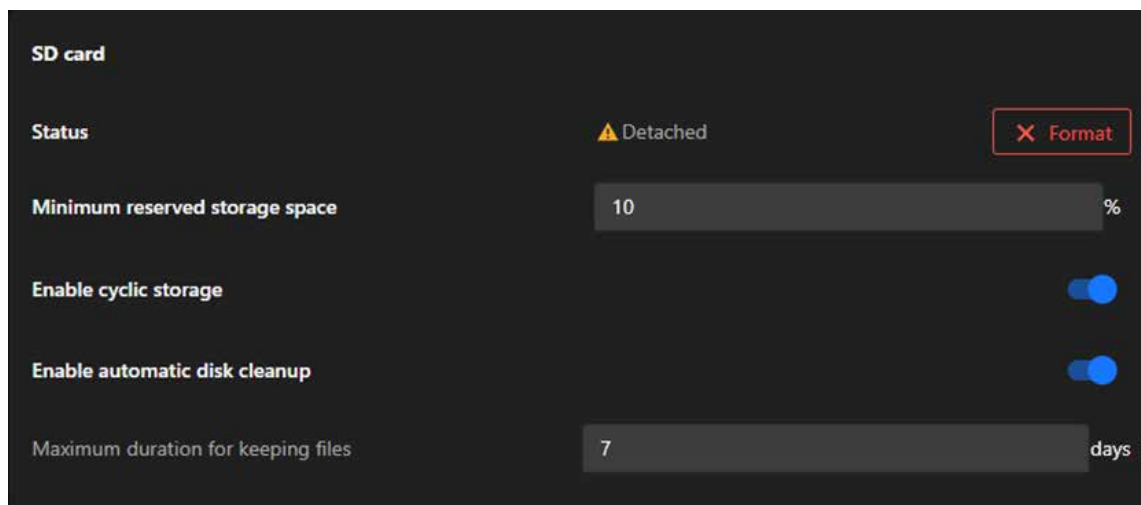 SD card
Status Detached Format
Minimum reserved storage space 10 %
Enable cyclic storage
Enable automatic disk cleanup
Maximum duration for keeping files 7 days